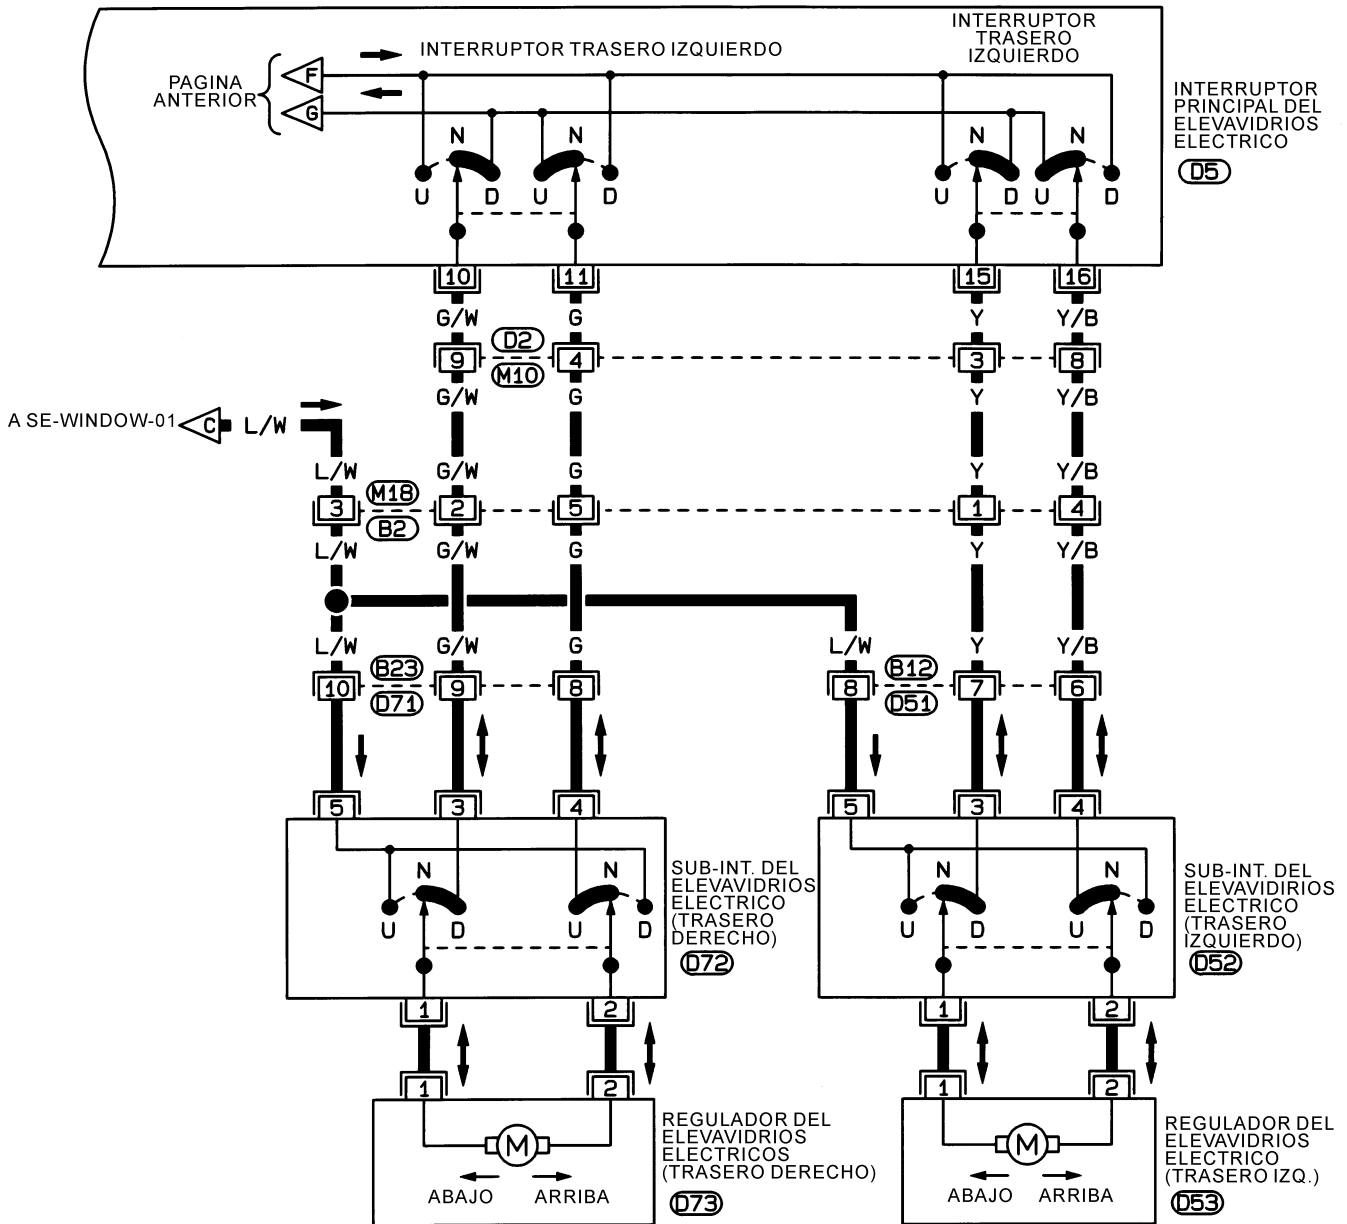 INTERRUPTOR TRASERO IZQUIERDO
INTERRUPTOR
TRASERO
IZQUIERDO
PAGINA
ANTERIOR
F
G
INTERRUPTOR
PRINCIPAL DEL
ELEVAVIDRIOS
ELECTRICO
D5
N N N N
U D U D U D U D
10 11 15 16
G/W G Y Y/B
D2
9 4 3 8
M10
G/W G Y Y/B
A SE-WINDOW-01 C L/W
L/W G/W G Y Y/B
M18
3 2 5 1 4
B2
L/W G/W G Y Y/B
L/W G/W G L/W Y Y/B
B23 B12
10 9 8 8 7 6
D71 D51
5 3 4 5 3 4
N N N N
U D U D U D U D
SUB-INT. DEL
ELEVAVIDRIOS
ELECTRICO
(TRASERO
DERECHO)
D72
SUB-INT. DEL
ELEVAVIDIRIOS
ELECTRICO
(TRASERO
IZQUIERDO)
D52
1 2 1 2
1 2 1 2
M M
ABAJO ARRIBA
ABAJO ARRIBA
REGULADOR DEL
ELEVAVIDRIOS
ELECTRICOS
(TRASERO DERECHO)
D73
REGULADOR DEL
ELEVAVIDRIOS
ELECTRICO
(TRASERO IZQ.)
D53